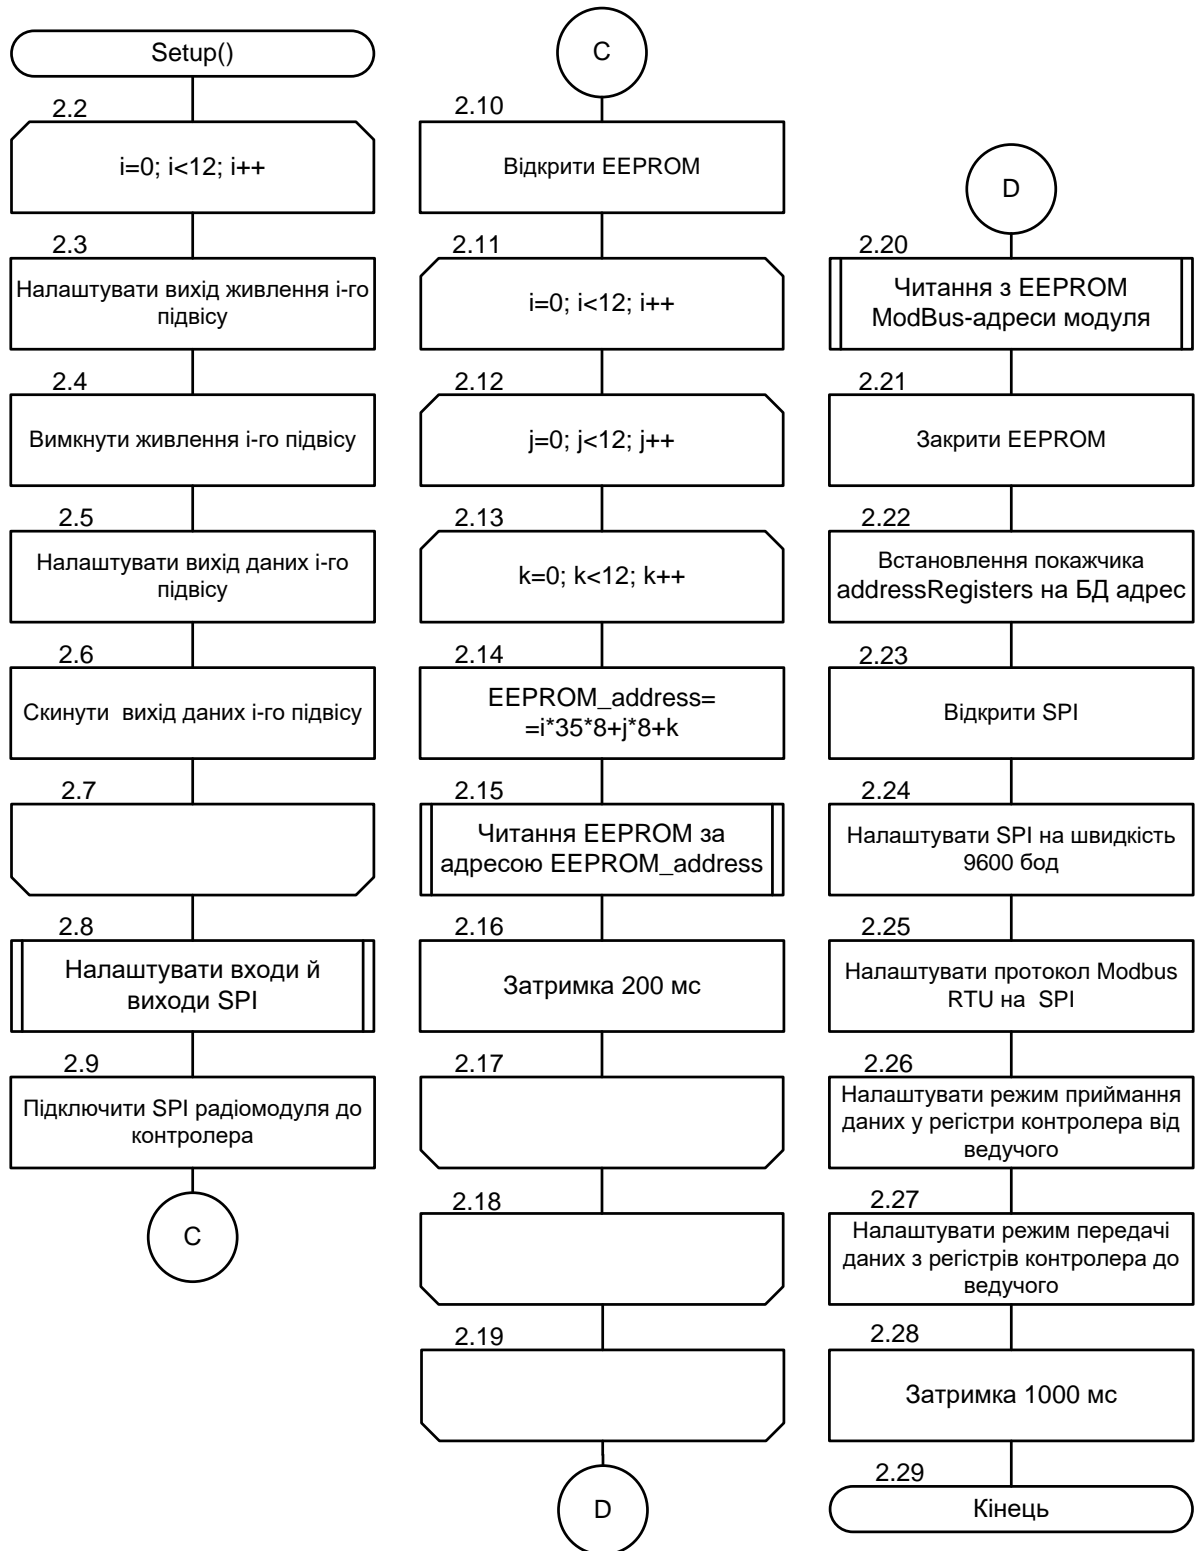 Setup()
2.2
i=0; i<12; i++
2.3
Налаштувати вихід живлення і-го
підвісу
2.4
Вимкнути живлення і-го підвісу
2.5
Налаштувати вихід даних і-го
підвісу
2.6
Скинути  вихід даних і-го підвісу
2.7
2.8
Налаштувати входи й
виходи SPI
2.9
Підключити SPI радіомодуля до
контролера
C
C
2.10
Відкрити EEPROM
2.11
i=0; i<12; i++
2.12
j=0; j<12; j++
2.13
k=0; k<12; k++
2.14
EEPROM_address=
=i*35*8+j*8+k
2.15
Читання EEPROM за
адресою EEPROM_address
2.16
Затримка 200 мс
2.17
2.18
2.19
D
D
2.20
Читання з EEPROM
ModBus-адреси модуля
2.21
Закрити EEPROM
2.22
Встановлення покажчика
addressRegisters на БД адрес
2.23
Відкрити SPI
2.24
Налаштувати SPI на швидкість
9600 бод
2.25
Налаштувати протокол Modbus
RTU на  SPI
2.26
Налаштувати режим приймання
даних у регістри контролера від
ведучого
2.27
Налаштувати режим передачі
даних з регістрів контролера до
ведучого
2.28
Затримка 1000 мс
2.29
Кінець